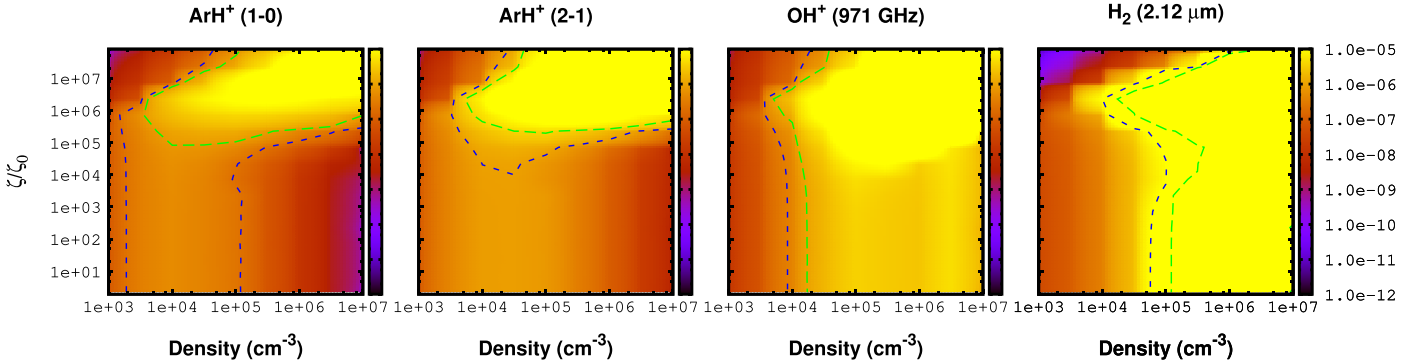 ArH+ (1-0)
ArH+ (2-1)
OH+ (971 GHz)
H2 (2.12 μm)
ζ/ζ0
1e+07
1e+06
1e+05
1e+04
1e+03
1e+02
1e+01
1.0e-05
1.0e-06
1.0e-07
1.0e-08
1.0e-09
1.0e-10
1.0e-11
1.0e-12
1e+03 1e+04 1e+05 1e+06 1e+07
1e+03 1e+04 1e+05 1e+06 1e+07
1e+03 1e+04 1e+05 1e+06 1e+07
1e+03 1e+04 1e+05 1e+06 1e+07
Density (cm-3)
Density (cm-3)
Density (cm-3)
Density (cm-3)